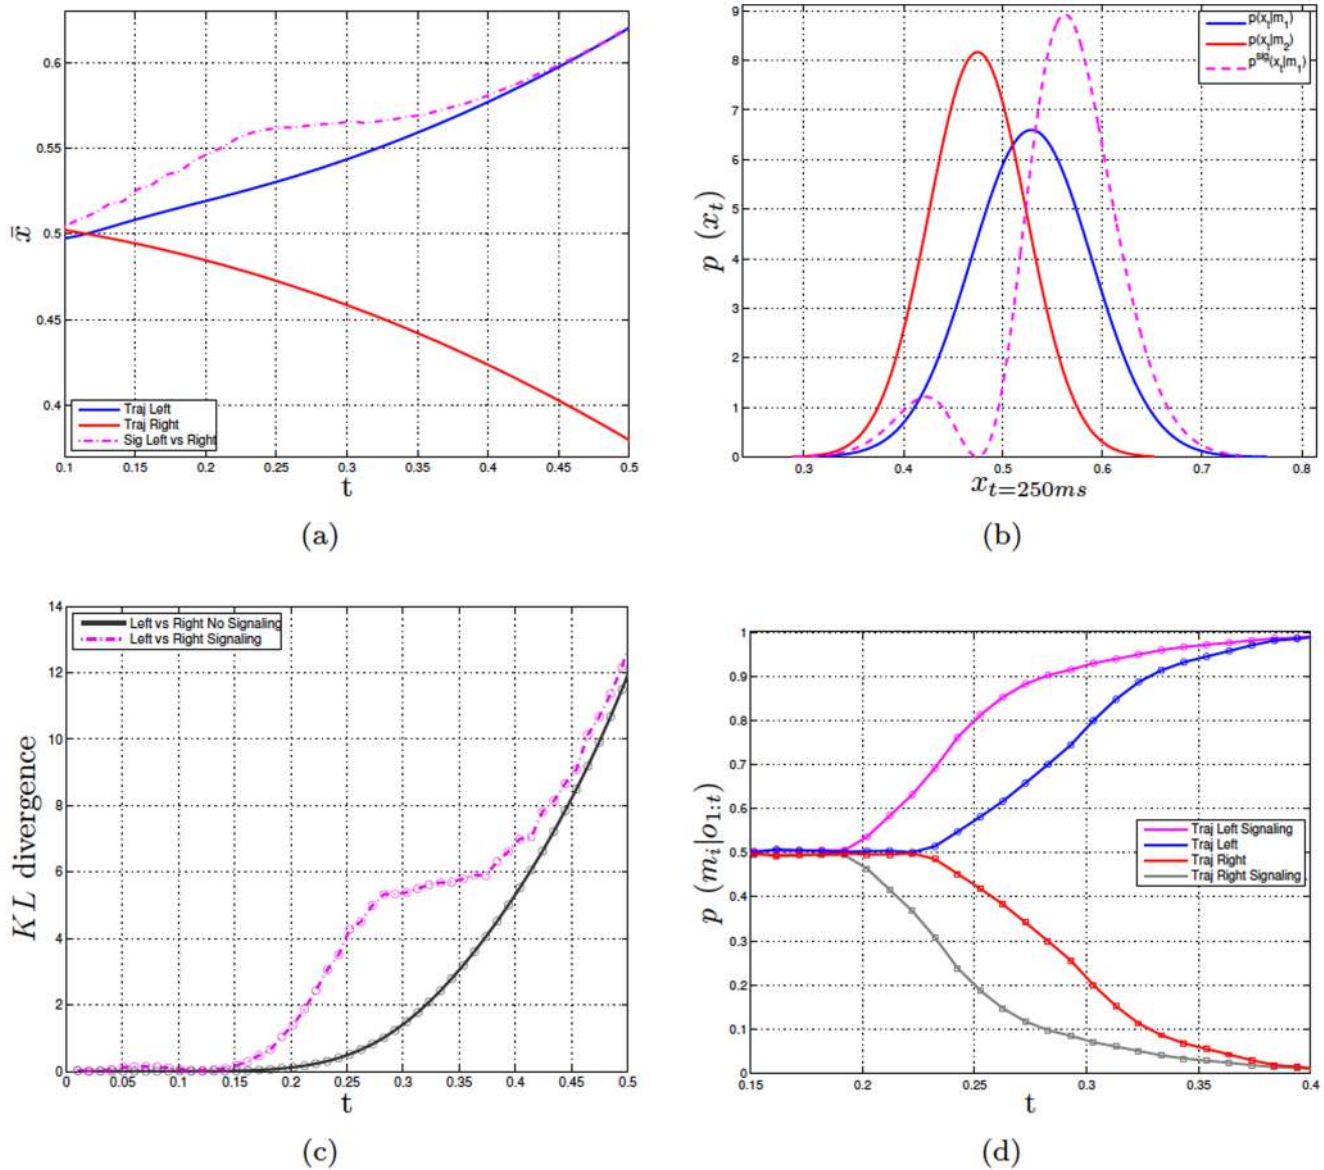 0.6
0.55
0.5
0.45
0.4
x̄
Traj Left
Traj Right
Sig Left vs Right
0.1 0.15 0.2 0.25 0.3 0.35 0.4 0.45 0.5
t
(a)
9
8
7
6
5
4
3
2
1
0
p (x_t)
p(x_t|m_1)
p(x_t|m_2)
p^sig(x_t|m_1)
0.3 0.4 0.5 0.6 0.7 0.8
x_{t=250ms}
(b)
14
12
10
8
6
4
2
0
KL divergence
Left vs Right No Signaling
Left vs Right Signaling
0 0.05 0.1 0.15 0.2 0.25 0.3 0.35 0.4 0.45 0.5
t
(c)
1
0.9
0.8
0.7
0.6
0.5
0.4
0.3
0.2
0.1
0
p (m_i|o_{1:t})
Traj Left Signaling
Traj Left
Traj Right
Traj Right Signaling
0.15 0.2 0.25 0.3 0.35 0.4
t
(d)